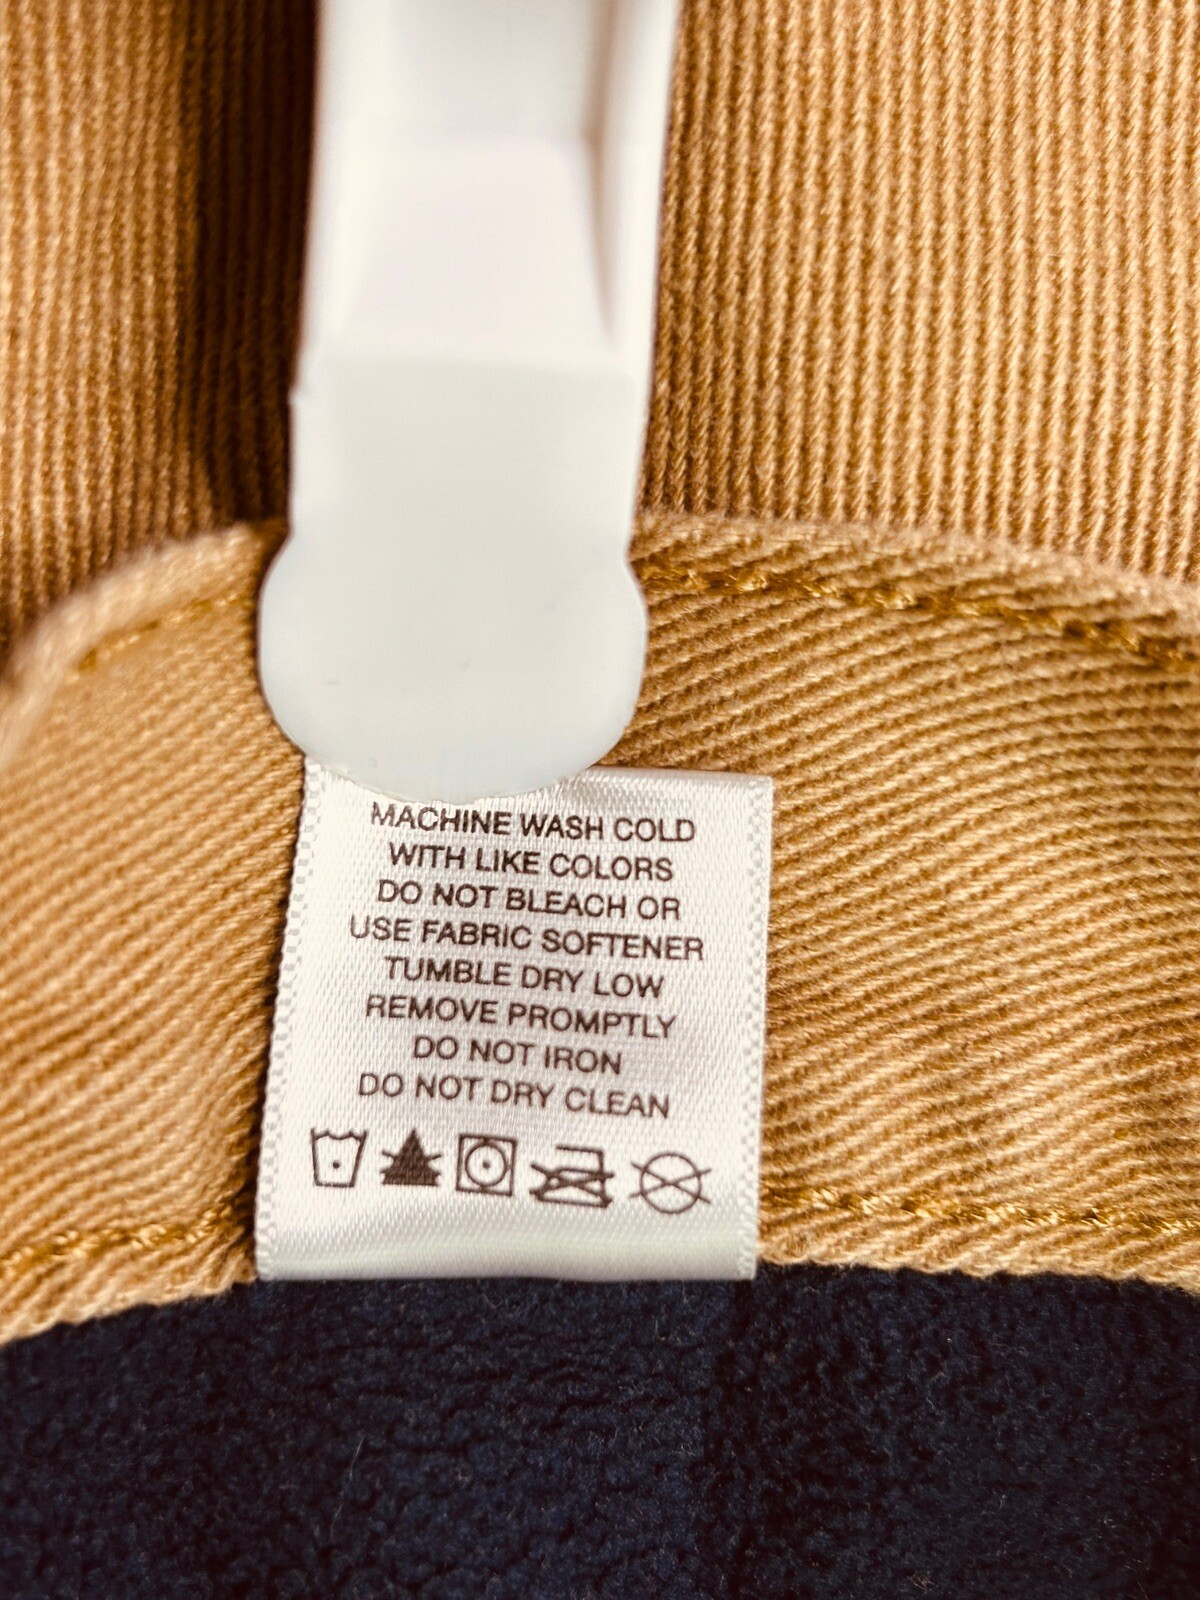 MACHINE WASH COLD
WITH LIKE COLORS
DO NOT BLEACH OR
USE FABRIC SOFTENER
TUMBLE DRY LOW
REMOVE PROMPTLY
DO NOT IRON
DO NOT DRY CLEAN